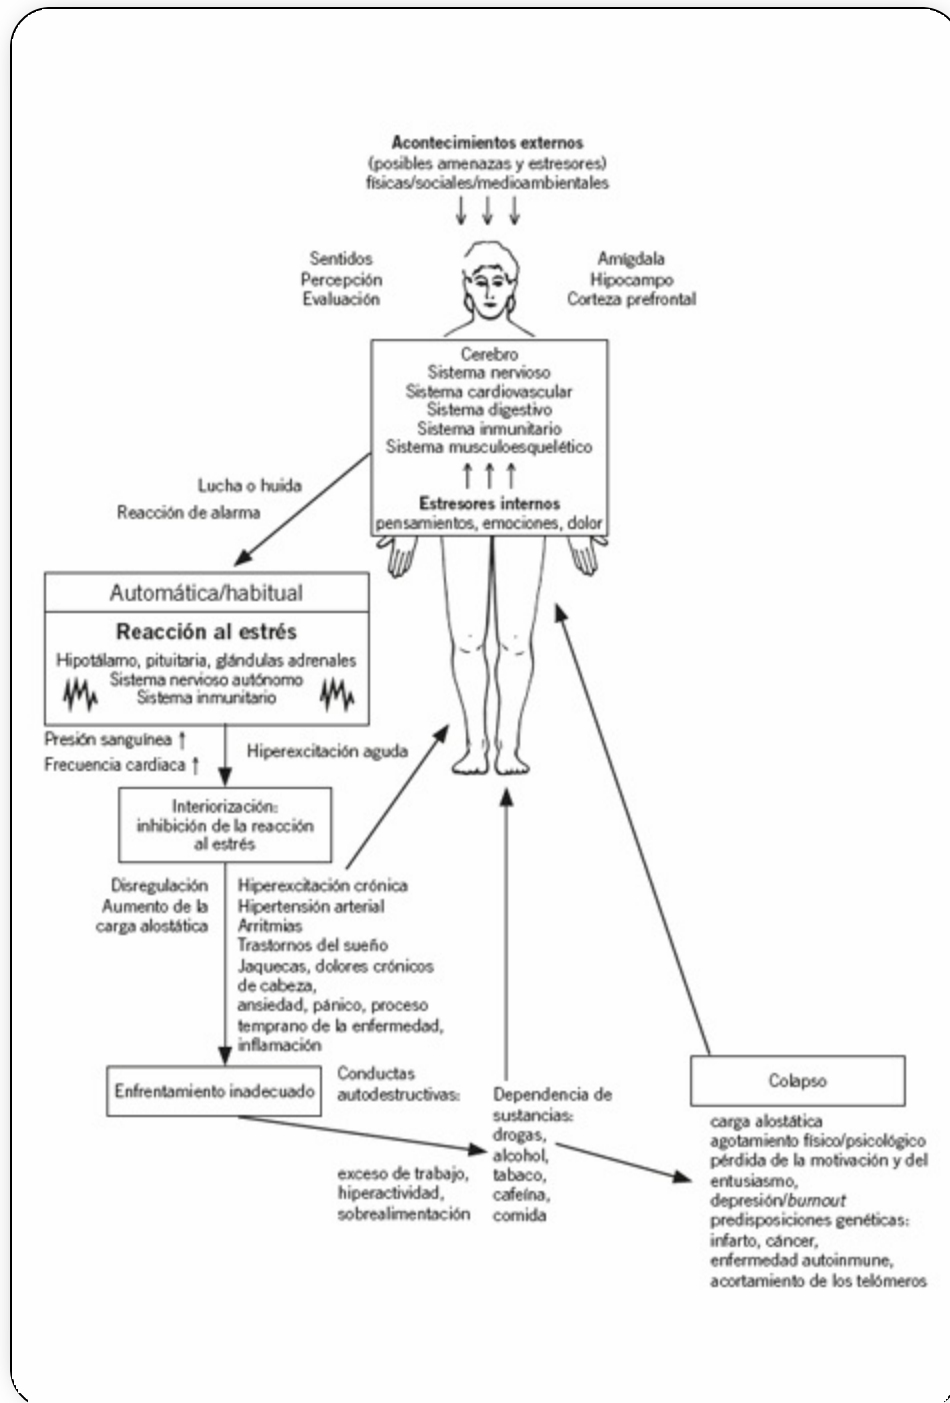 Acontecimientos externos
(posibles amenazas y estresores)
físicas/sociales/medioambientales
Sentidos
Percepción
Evaluación
Amígdala
Hipocampo
Corteza prefrontal
Cerebro
Sistema nervioso
Sistema cardiovascular
Sistema digestivo
Sistema inmunitario
Sistema musculoesquelético
Estresores internos
pensamientos, emociones, dolor
Lucha o huida
Reacción de alarma
Automática/habitual
Reacción al estrés
Hipotálamo, pituitaria, glándulas adrenales
Sistema nervioso autónomo
Sistema inmunitario
Presión sanguínea ↑
Frecuencia cardiaca ↑
Hiperexcitación aguda
Interiorización:
inhibición de la reacción
al estrés
Disregulación
Aumento de la
carga alostática
Hiperexcitación crónica
Hipertensión arterial
Arritmias
Trastornos del sueño
Jaquecas, dolores crónicos
de cabeza,
ansiedad, pánico, proceso
temprano de la enfermedad,
inflamación
Enfrentamiento inadecuado
Conductas
autodestructivas:
exceso de trabajo,
hiperactividad,
sobrealimentación
Dependencia de
sustancias:
drogas,
alcohol,
tabaco,
cafeína,
comida
Colapso
carga alostática
agotamiento físico/psicológico
pérdida de la motivación y del
entusiasmo,
depresión/burnout
predisposiciones genéticas:
infarto, cáncer,
enfermedad autoinmune,
acortamiento de los telómeros